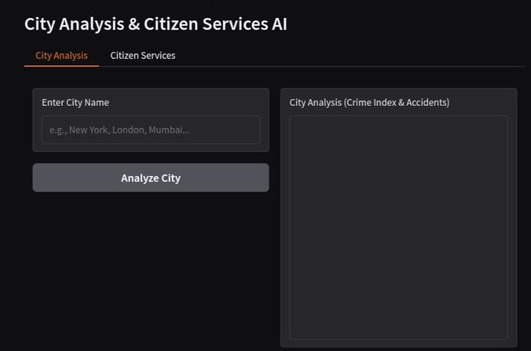 City Analysis & Citizen Services AI
City Analysis
Citizen Services
Enter City Name
e.g., New York, London, Mumbai...
Analyze City
City Analysis (Crime Index & Accidents)